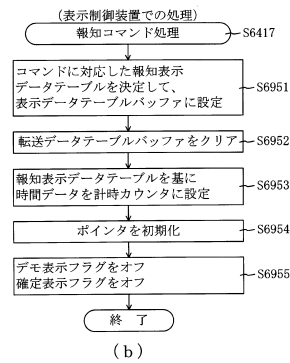 (表示制御装置での処理)
報知コマンド処理
S6417
コマンドに対応した報知表示
データテーブルを決定して、
表示データテーブルバッファに設定
S6951
転送データテーブルバッファをクリア
S6952
報知表示データテーブルを基に
時間データを計時カウンタに設定
S6953
ポインタを初期化
S6954
デモ表示フラグをオフ
確定表示フラグをオフ
S6955
終 了
(b)